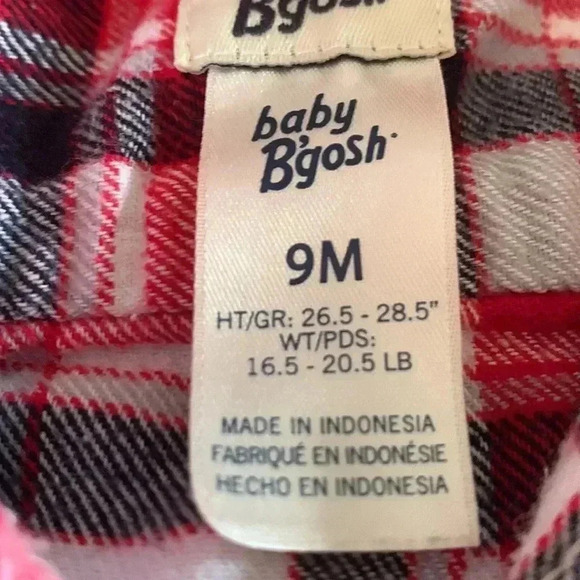 B'gosh
baby
B'gosh
9M
HT/GR: 26.5 - 28.5"
WT/PDS:
16.5 - 20.5 LB
MADE IN INDONESIA
FABRIQUÉ EN INDONÉSIE
HECHO EN INDONESIA